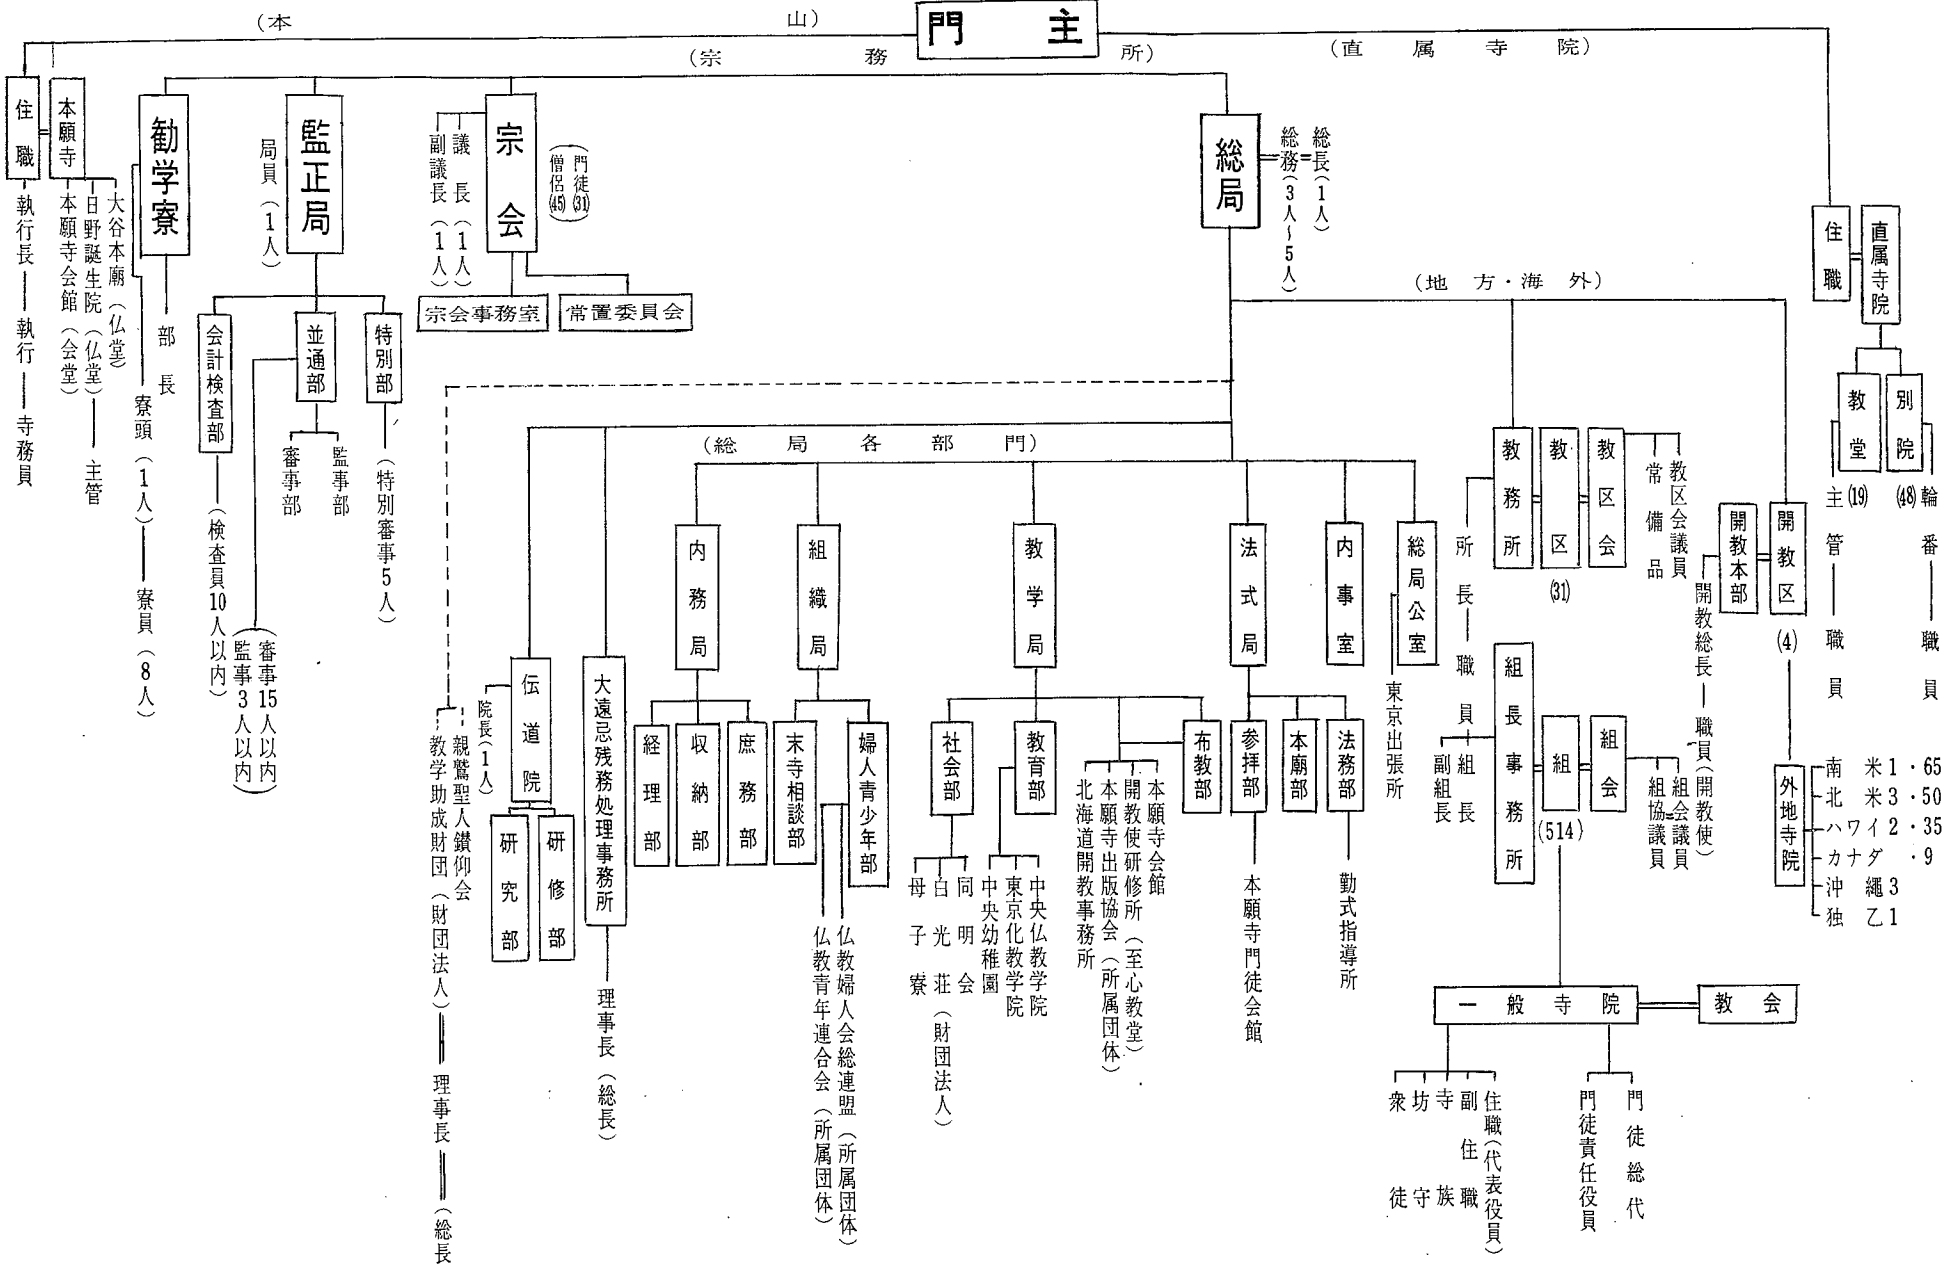 門主
（本山）
（宗務所）
（直属寺院）
住職
執行長
執行
寺務員
本願寺
大谷本廟（仏堂）
日野誕生院（仏堂）
本願寺会館（会堂）
主管
勧学寮
部長
寮頭（1人）
寮員（8人）
監正局
局員（1人）
会計検査部
（検査員10人以内）
並通部
監事部
審事部
審事15人以内
監事3人以内
特別部
（特別審事5人）
宗会
議長（1人）
副議長（1人）
門徒(31)
僧侶(45)
宗会事務室
常置委員会
総局
総長（1人）
総務（3人～5人）
親鸞聖人鑽仰会
教学助成財団（財団法人）
理事長
（総長
（総局各部門）
伝道院
院長（1人）
研修部
研究部
大遠忌残務処理事務所
理事長（総長）
内務局
経理部
収納部
庶務部
組織局
末寺相談部
婦人青少年部
仏教婦人会総連盟（所属団体）
仏教青年連合会（所属団体）
教学局
社会部
同明会
白光荘（財団法人）
母子寮
教育部
中央仏教学院
東京化教学院
中央幼稚園
布教部
本願寺会館
開教使研修所（至心教堂）
本願寺出版協会（所属団体）
北海道開教事務所
法式局
参拝部
本願寺門徒会館
本廟部
法務部
勤式指導所
内事室
総局公室
東京出張所
（地方・海外）
教務所
所長
職員
教区
(31)
教区会
教区会議員
常備品
組長事務所
組長
副組長
組
(514)
組会
組会議員
組協議員
一般寺院
教会
住職（代表役員）
副住職
寺族
坊守
衆徒
門徒総代
門徒責任役員
開教本部
開教総長
職員（開教使）
開教区
(4)
外地寺院
南米1・65
北米3・50
ハワイ2・35
カナダ・9
沖縄3
独乙1
直属寺院
住職
教堂
(19)
主管
職員
別院
(48)
輪番
職員